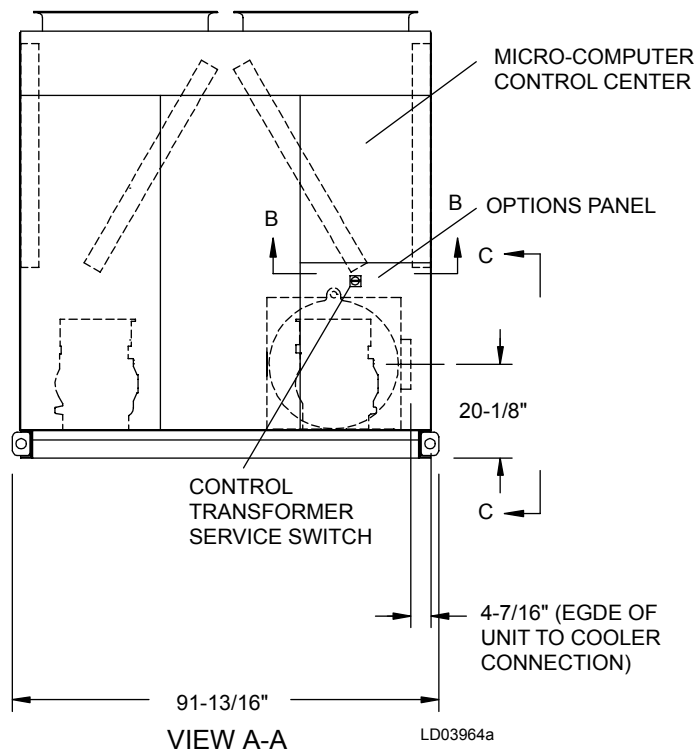 MICRO-COMPUTER
CONTROL CENTER
B
B
OPTIONS PANEL
C
20-1/8"
CONTROL
TRANSFORMER
SERVICE SWITCH
C
4-7/16" (EGDE OF
UNIT TO COOLER
CONNECTION)
91-13/16"
VIEW A-A
LD03964a